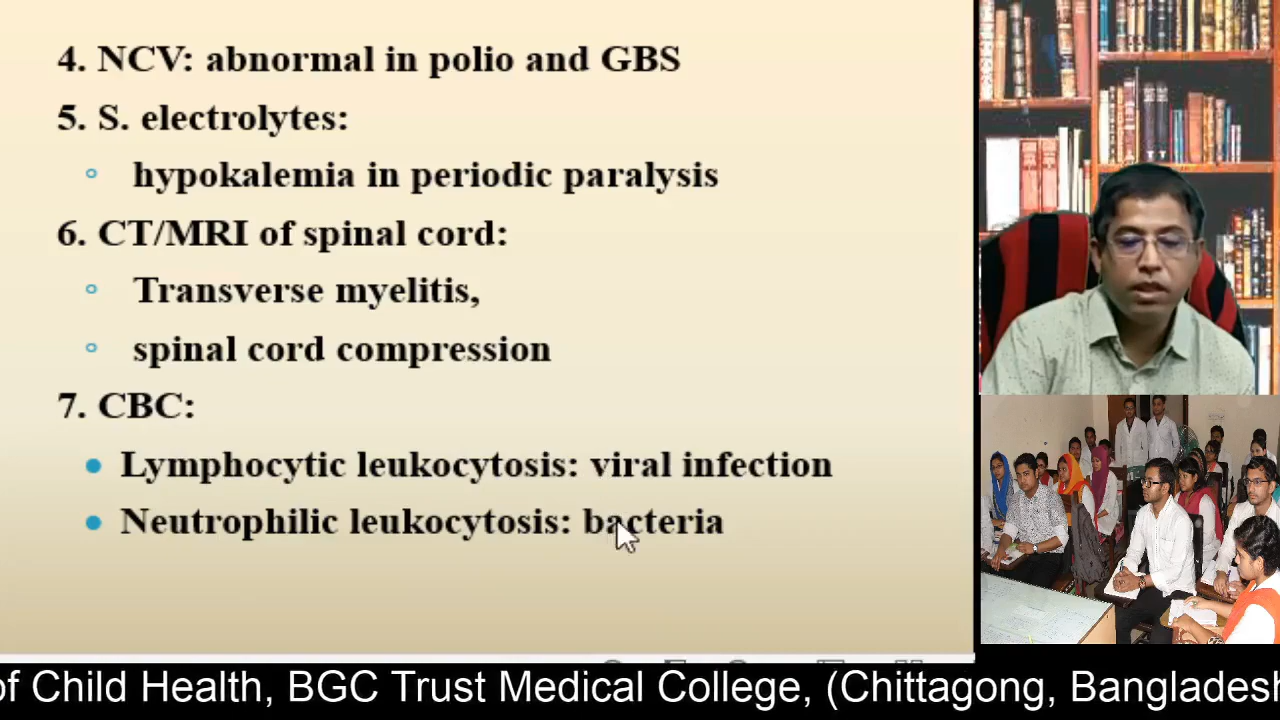 4. NCV: abnormal in polio and GBS
5. S. electrolytes:
hypokalemia in periodic paralysis
6. CT/MRI of spinal cord:
Transverse myelitis,
spinal cord compression
7. CBC:
Lymphocytic leukocytosis: viral infection
Neutrophilic leukocytosis: bacteria
of Child Health, BGC Trust Medical College, (Chittagong, Bangladesh